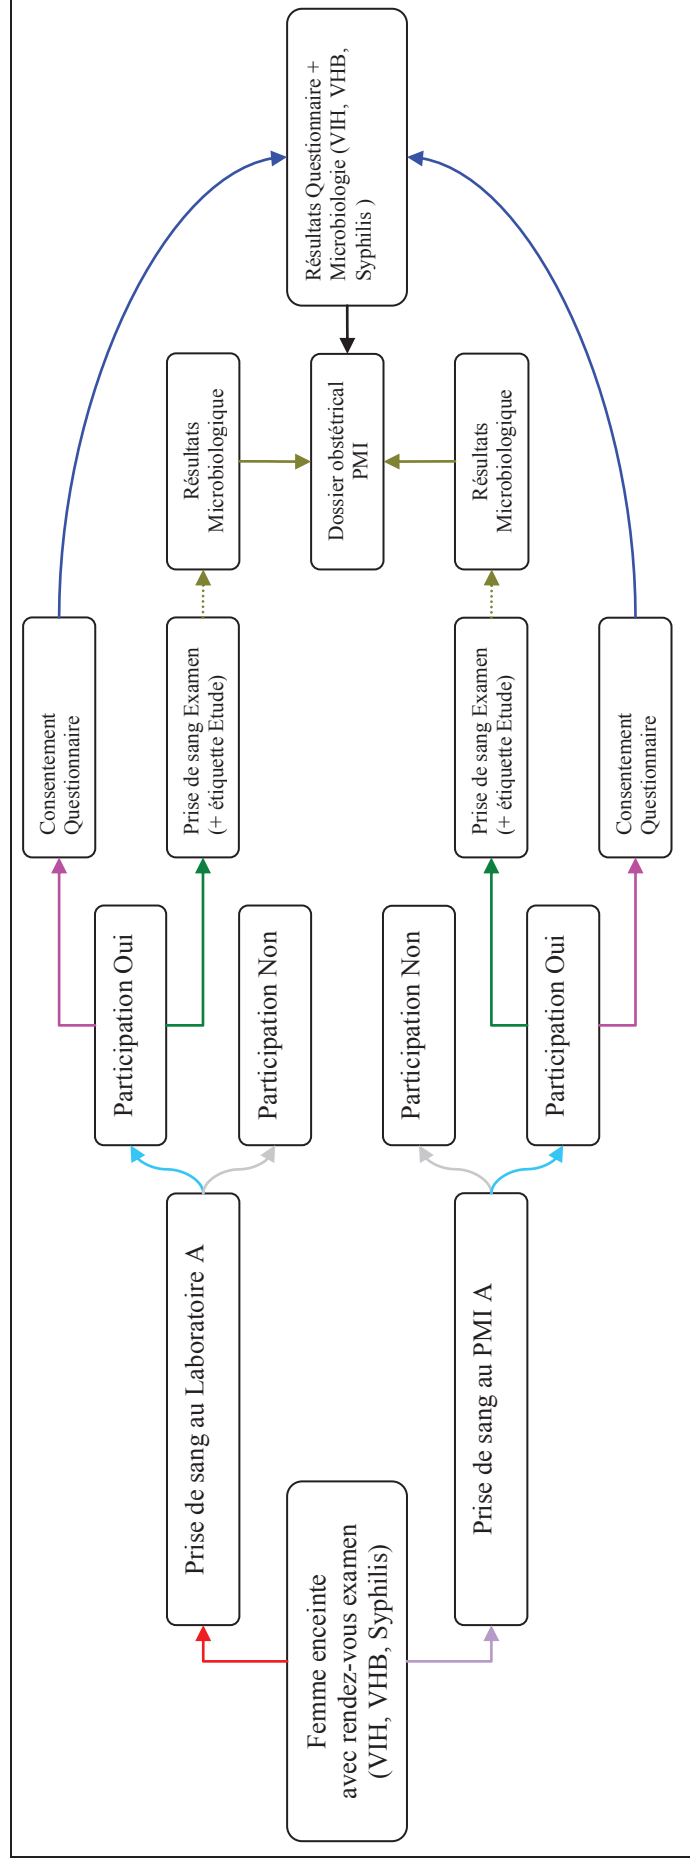 Femme enceinte
avec rendez-vous examen
(VIH, VHB, Syphilis)
Prise de sang au Laboratoire A
Participation Oui
Participation Non
Consentement
Questionnaire
Prise de sang Examen
(+ étiquette Etude)
Résultats
Microbiologique
Prise de sang au PMI A
Participation Non
Participation Oui
Prise de sang Examen
(+ étiquette Etude)
Consentement
Questionnaire
Résultats
Microbiologique
Dossier obstétrical
PMI
Résultats Questionnaire +
Microbiologie (VIH, VHB,
Syphilis )